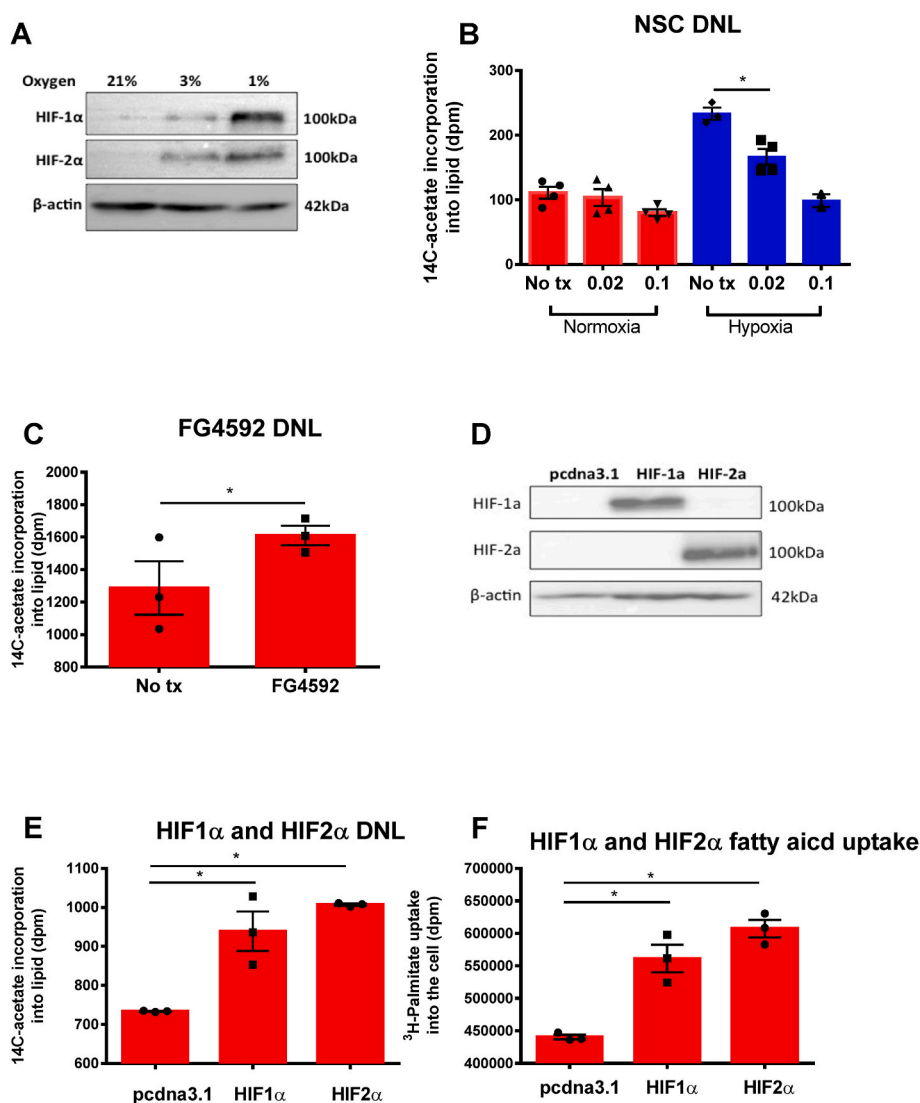 A
Oxygen 21% 3% 1%
HIF-1α 100kDa
HIF-2α 100kDa
β-actin 42kDa
B
NSC DNL
14C-acetate incorporation
into lipid (dpm)
300
200
100
0
*
No tx 0.02 0.1 No tx 0.02 0.1
Normoxia Hypoxia
C
FG4592 DNL
14C-acetate incorporation
into lipid (dpm)
2000
1800
1600
1400
1200
1000
800
*
No tx FG4592
D
pcdna3.1 HIF-1a HIF-2a
HIF-1a 100kDa
HIF-2a 100kDa
β-actin 42kDa
E
HIF1α and HIF2α DNL
14C-acetate incorporation
into lipid (dpm)
1100
1000
900
800
700
600
*
*
pcdna3.1 HIF1α HIF2α
F
HIF1α and HIF2α fatty aicd uptake
³H-Palmitate uptake
into the cell (dpm)
700000
650000
600000
550000
500000
450000
400000
*
*
pcdna3.1 HIF1α HIF2α